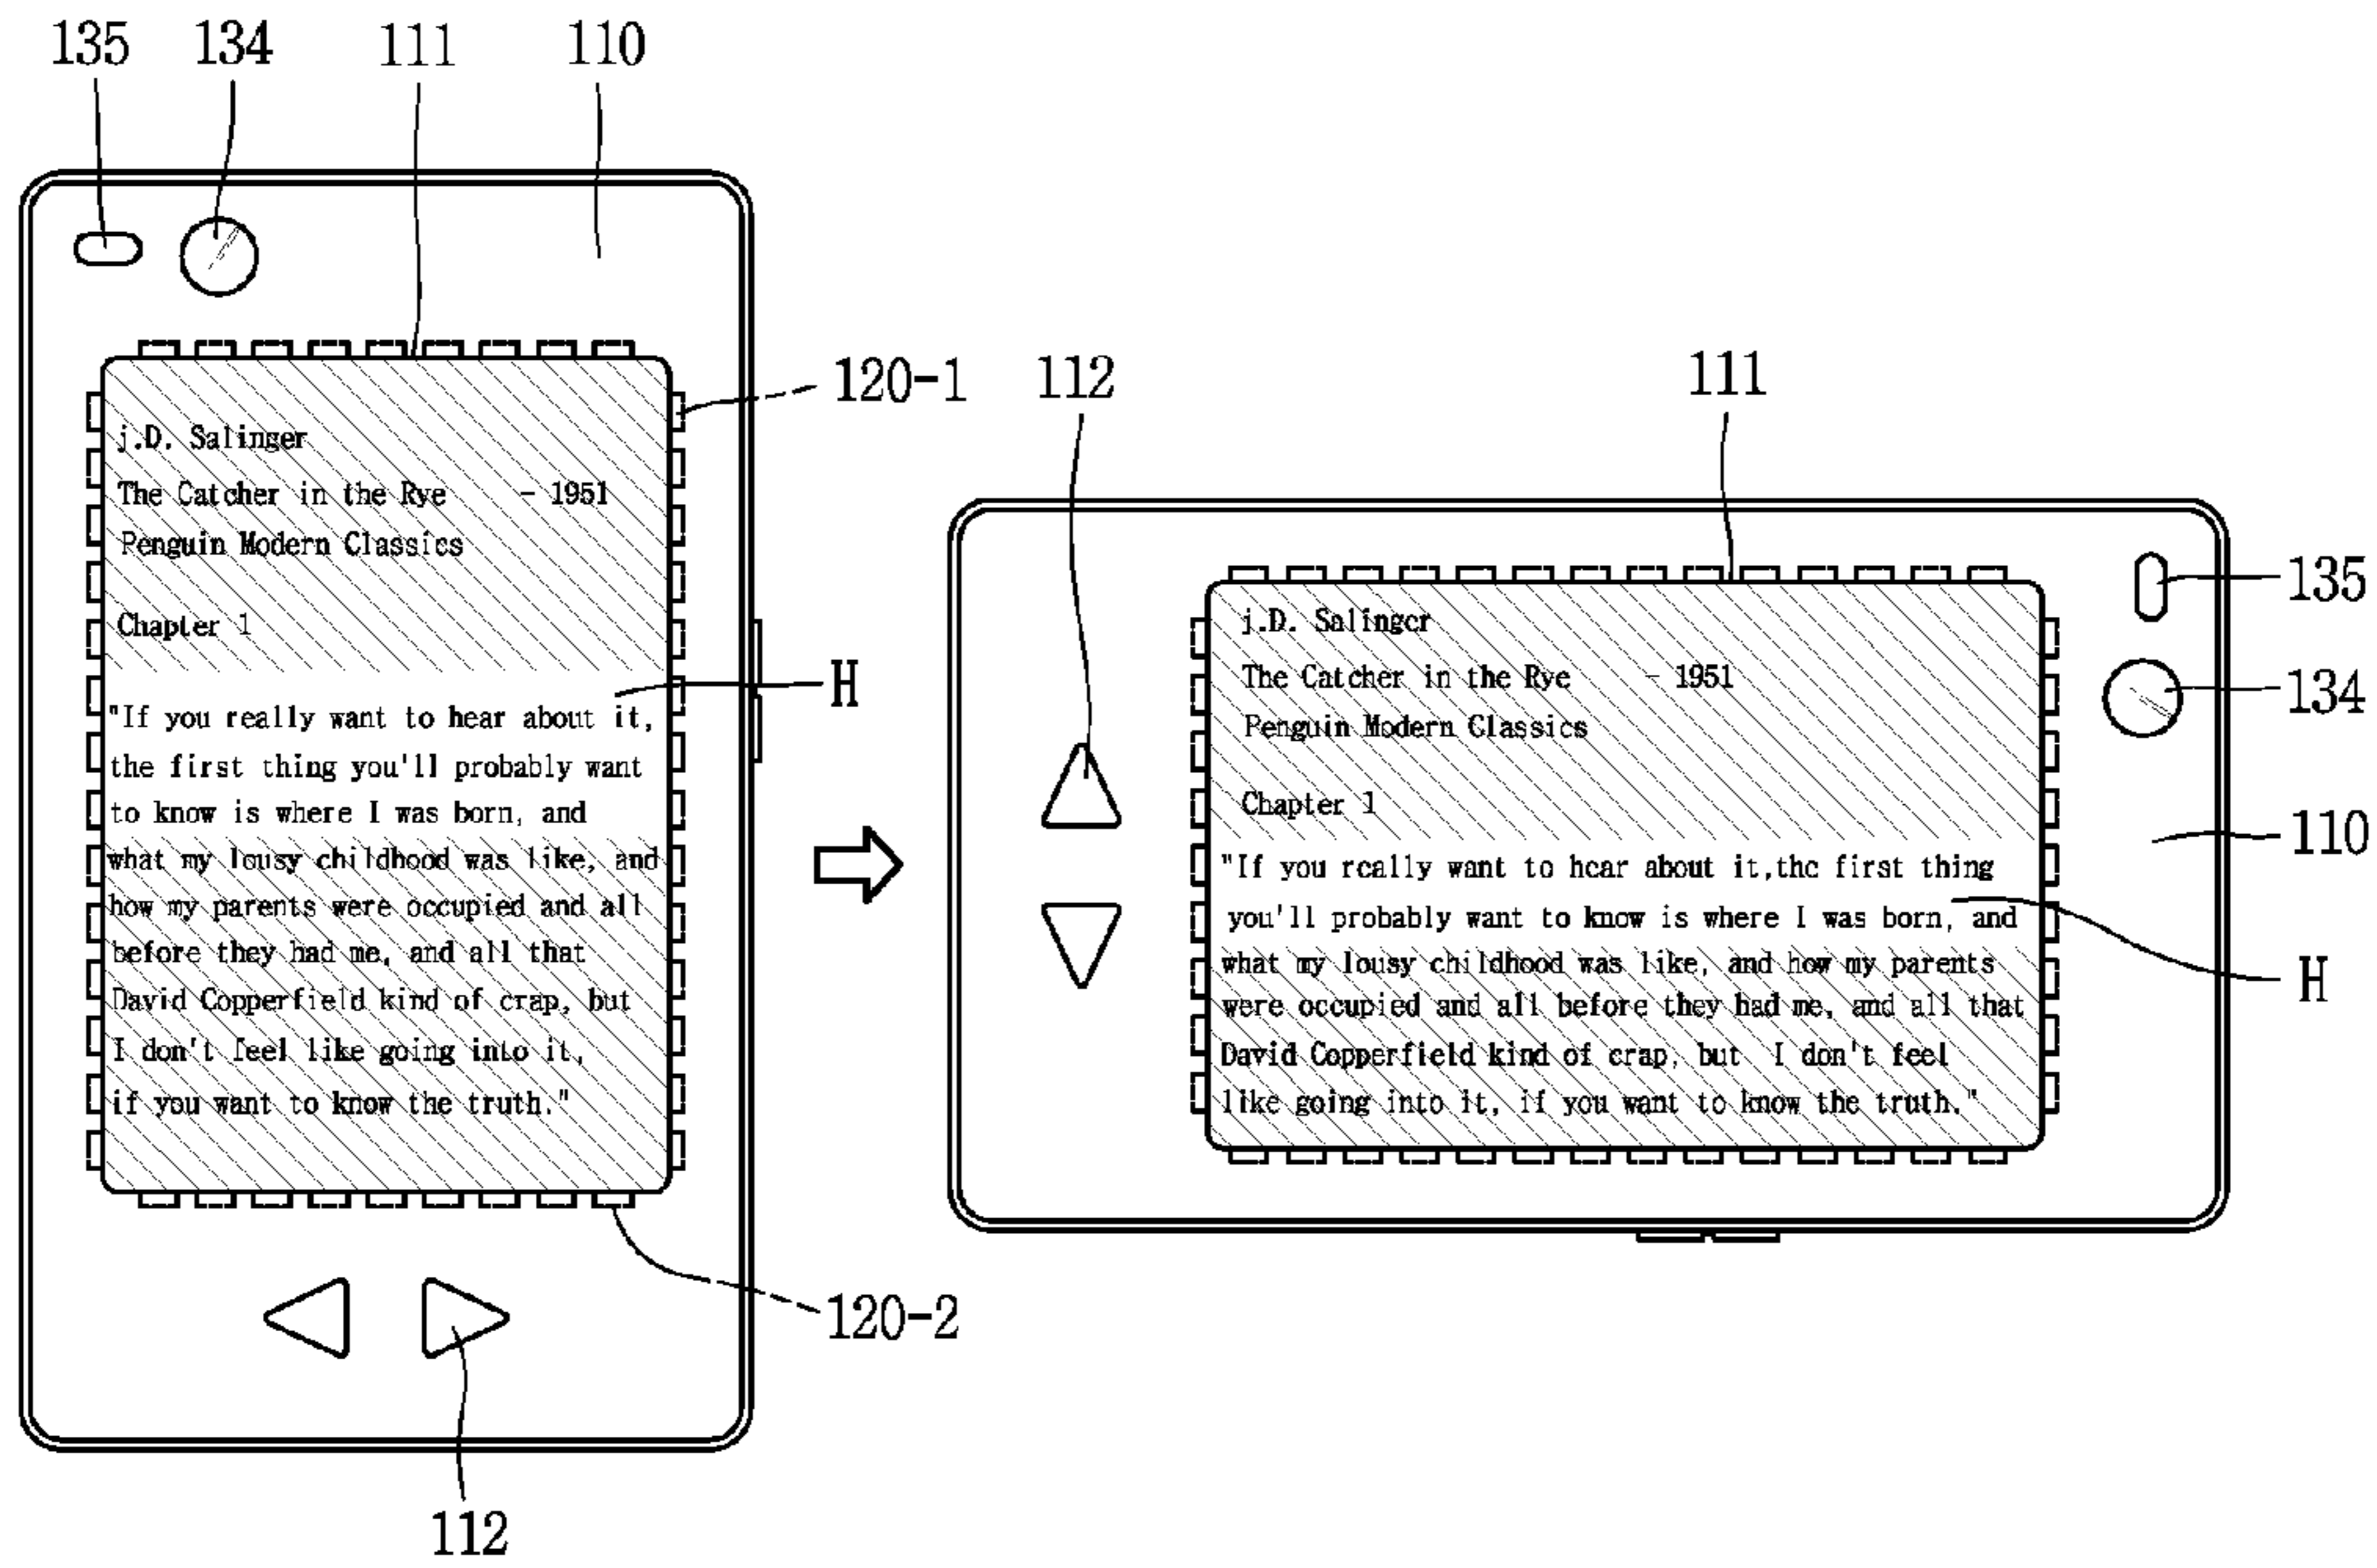 135 134 111 110
120-1
j.D. Salinger
The Catcher in the Rye - 1951
Penguin Modern Classics
Chapter 1
H
"If you really want to hear about it,
the first thing you'll probably want
to know is where I was born, and
what my lousy childhood was like, and
how my parents were occupied and all
before they had me, and all that
David Copperfield kind of crap, but
I don't feel like going into it,
if you want to know the truth."
120-2
112
112 111
135
134
110
j.D. Salinger
The Catcher in the Rye - 1951
Penguin Modern Classics
Chapter 1
"If you really want to hear about it,the first thing
you'll probably want to know is where I was born, and
H
what my lousy childhood was like, and how my parents
were occupied and all before they had me, and all that
David Copperfield kind of crap, but I don't feel
like going into it, if you want to know the truth."